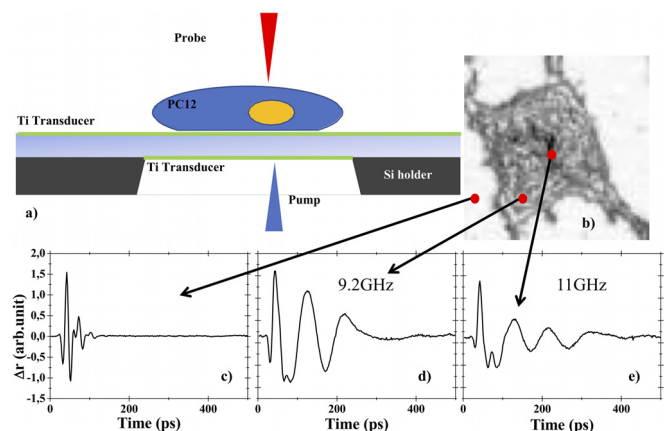 a)
Probe
PC12
Ti Transducer
Ti Transducer
Si holder
Pump
b)
Δr (arb.unit)
2,0
1,5
1,0
0,5
0,0
-0,5
-1,0
-1,5
c)
0 200 400
Time (ps)
9.2GHz
d)
0 200 400
Time (ps)
11GHz
e)
0 200 400
Time (ps)